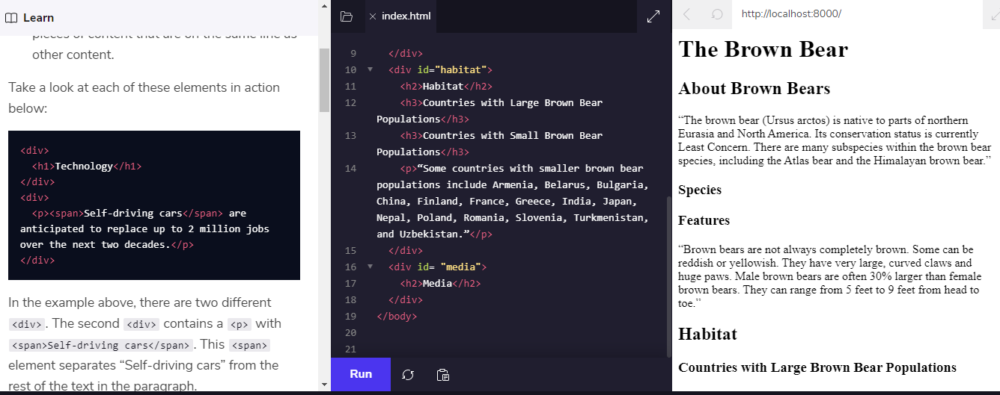 Learn
pieces of content that are on the same line as
other content.
Take a look at each of these elements in action
below:
<div>
<h1>Technology</h1>
</div>
<div>
<p><span>Self-driving cars</span> are
anticipated to replace up to 2 million jobs
over the next two decades.</p>
</div>
In the example above, there are two different
<div>. The second <div> contains a <p> with
<span>Self-driving cars</span>. This <span>
element separates “Self-driving cars” from the
rest of the text in the paragraph.
index.html
9 </div>
10 <div id="habitat">
11 <h2>Habitat</h2>
12 <h3>Countries with Large Brown Bear
Populations</h3>
13 <h3>Countries with Small Brown Bear
Populations</h3>
14 <p>“Some countries with smaller brown bear
populations include Armenia, Belarus, Bulgaria,
China, Finland, France, Greece, India, Japan,
Nepal, Poland, Romania, Slovenia, Turkmenistan,
and Uzbekistan.”</p>
15 </div>
16 <div id= "media">
17 <h2>Media</h2>
18 </div>
19 </body>
20
21
Run
http://localhost:8000/
The Brown Bear
About Brown Bears
“The brown bear (Ursus arctos) is native to parts of northern
Eurasia and North America. Its conservation status is currently
Least Concern. There are many subspecies within the brown bear
species, including the Atlas bear and the Himalayan brown bear.”
Species
Features
“Brown bears are not always completely brown. Some can be
reddish or yellowish. They have very large, curved claws and
huge paws. Male brown bears are often 30% larger than female
brown bears. They can range from 5 feet to 9 feet from head to
toe.”
Habitat
Countries with Large Brown Bear Populations